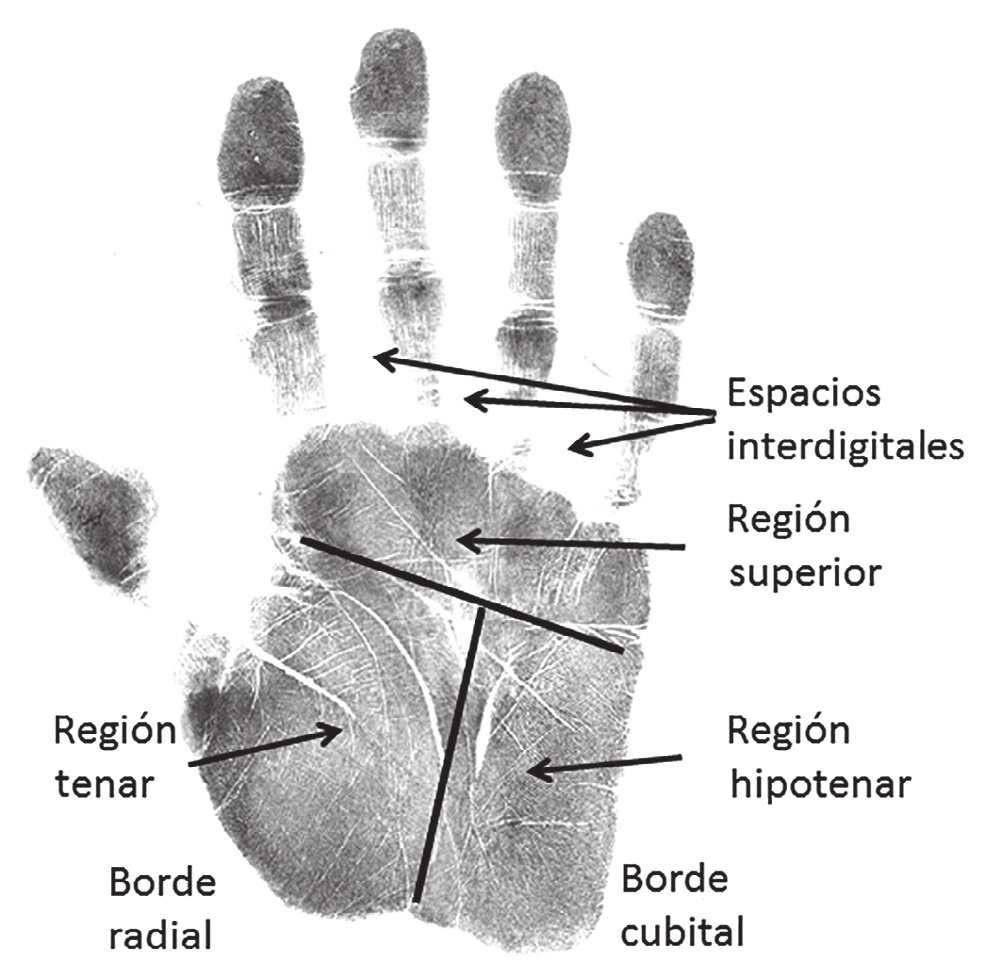 Espacios
interdigitales
Región
superior
Región
tenar
Región
hipotenar
Borde
radial
Borde
cubital